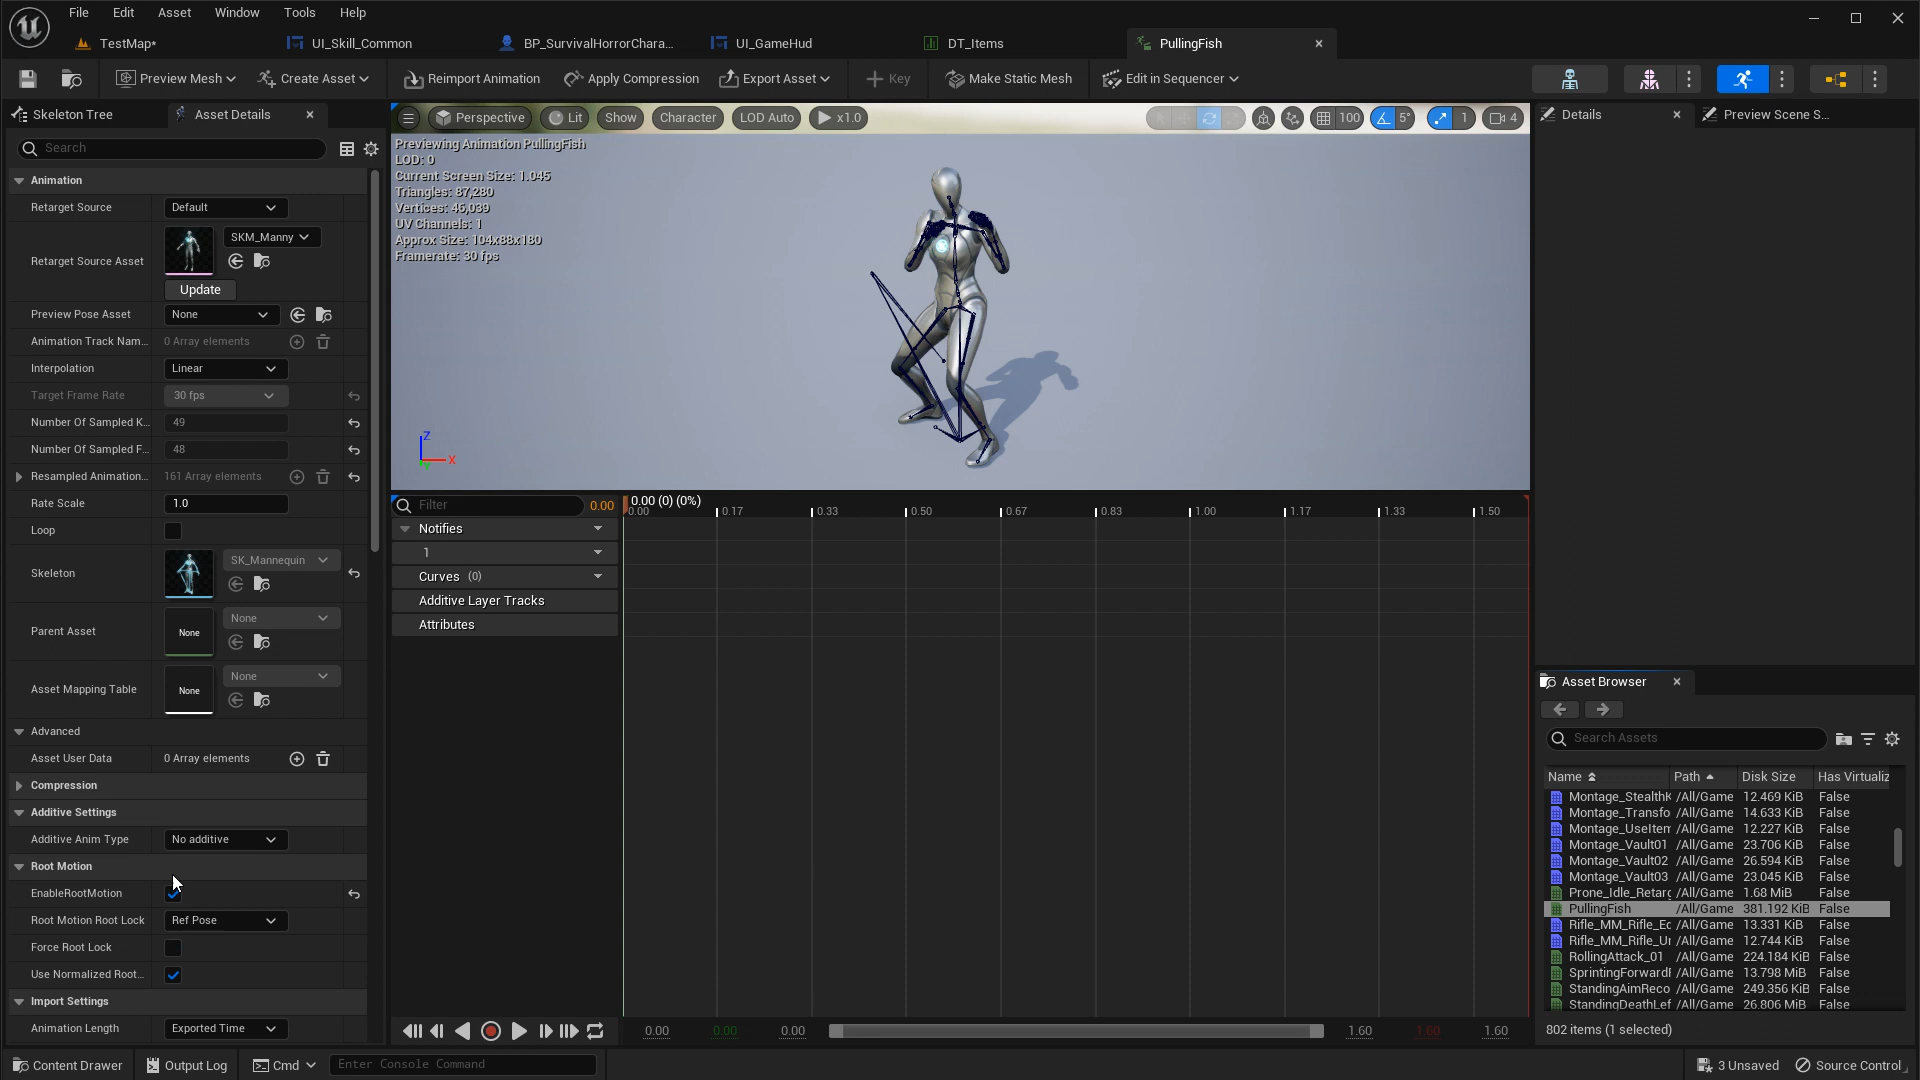 File Edit Asset Window Tools Help
TestMap* UI_Skill_Common BP_SurvivalHorrorChara... UI_GameHud DT_Items PullingFish
Preview Mesh Create Asset Reimport Animation Apply Compression Export Asset Key Make Static Mesh Edit in Sequencer
Skeleton Tree Asset Details
Search
Animation
Retarget Source Default
Retarget Source Asset SKM_Manny
Update
Preview Pose Asset None
Animation Track Nam... 0 Array elements
Interpolation Linear
Target Frame Rate 30 fps
Number Of Sampled K... 49
Number Of Sampled F... 48
Resampled Animation... 161 Array elements
Rate Scale 1.0
Loop
Skeleton SK_Mannequin
Parent Asset None None
Asset Mapping Table None None
Advanced
Asset User Data 0 Array elements
Compression
Additive Settings
Additive Anim Type No additive
Root Motion
EnableRootMotion
Root Motion Root Lock Ref Pose
Force Root Lock
Use Normalized Root...
Import Settings
Animation Length Exported Time
Perspective Lit Show Character LOD Auto x1.0 100 5° 1 4
Previewing Animation PullingFish
LOD: 0
Current Screen Size: 1.045
Triangles: 87,280
Vertices: 46,039
UV Channels: 1
Approx Size: 104x88x180
Framerate: 30 fps
Z
X
Y
Filter 0.00 0.00 (0) (0%)
0.00 0.17 0.33 0.50 0.67 0.83 1.00 1.17 1.33 1.50
Notifies
1
Curves (0)
Additive Layer Tracks
Attributes
0.00 0.00 0.00 1.60 1.60
Details Preview Scene S...
Asset Browser
Search Assets
Name Path Disk Size Has Virtualiz
Montage_Stealth /All/Game 12.469 KiB False
Montage_Transfo /All/Game 14.633 KiB False
Montage_UseItem /All/Game 12.227 KiB False
Montage_Vault01 /All/Game 23.706 KiB False
Montage_Vault02 /All/Game 26.594 KiB False
Montage_Vault03 /All/Game 23.045 KiB False
Prone_Idle_Retarg /All/Game 1.68 MiB False
PullingFish /All/Game 381.192 KiB False
Rifle_MM_Rifle_Ec /All/Game 13.331 KiB False
Rifle_MM_Rifle_Ur /All/Game 12.744 KiB False
RollingAttack_01 /All/Game 224.184 KiB False
SprintingForward /All/Game 13.798 MiB False
StandingAimReco /All/Game 249.356 KiB False
StandingDeathLef /All/Game 26.806 MiB False
802 items (1 selected)
Content Drawer Output Log Cmd Enter Console Command 3 Unsaved Source Control